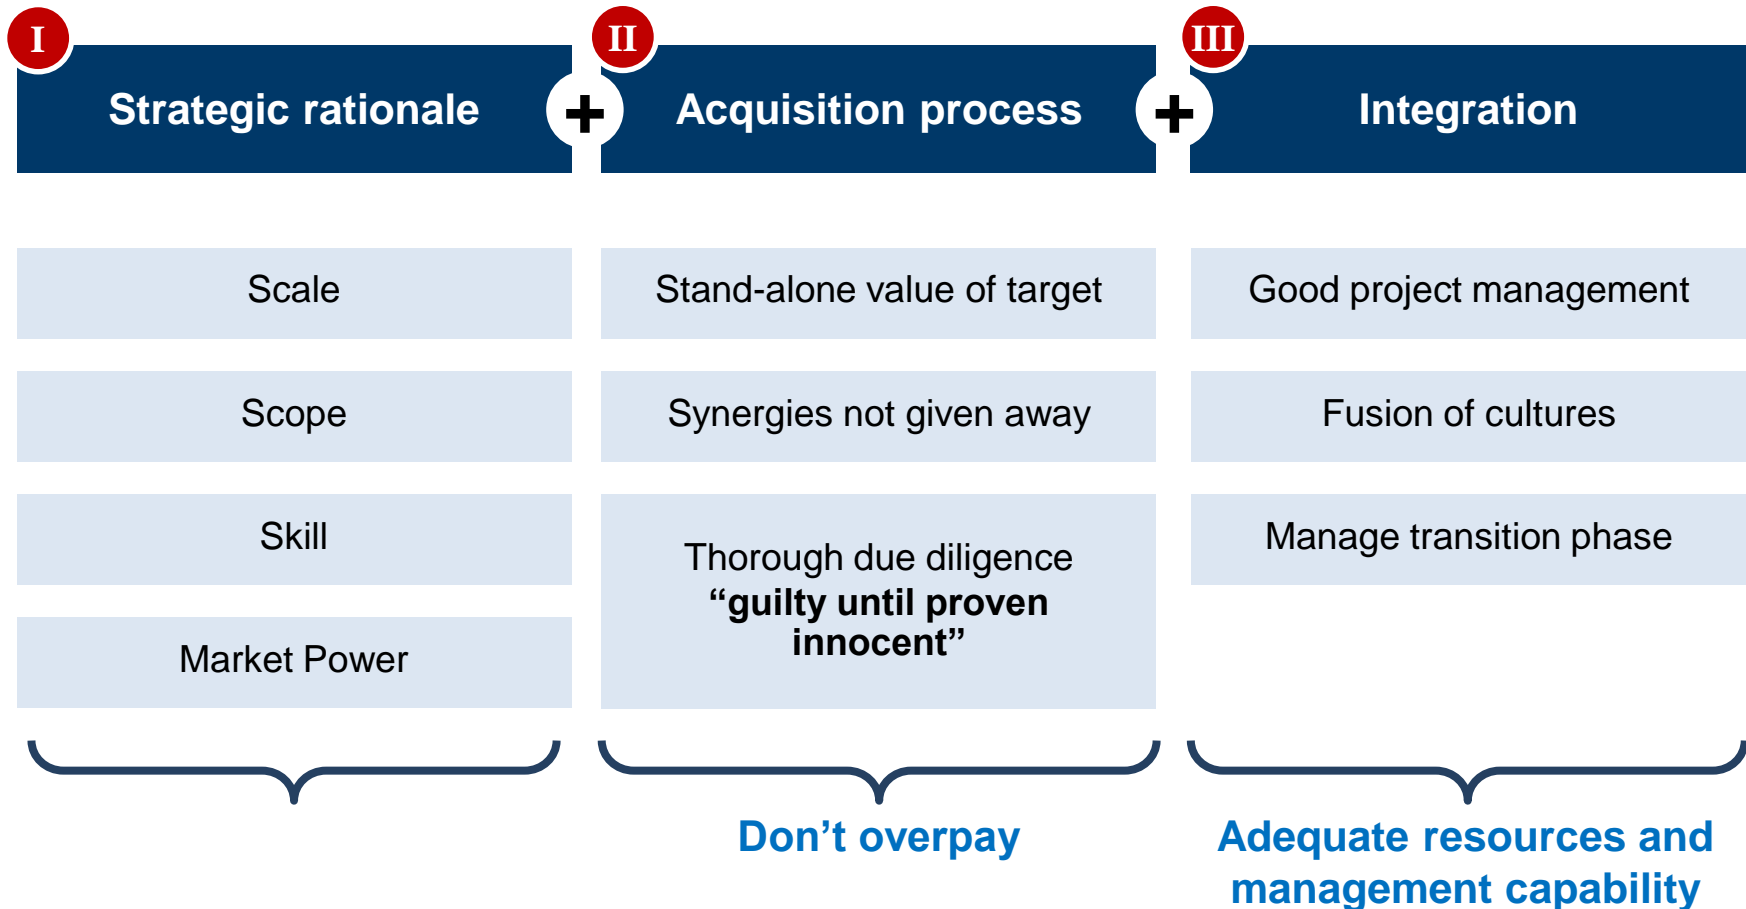 I
II
III
Strategic rationale
+
Acquisition process
+
Integration
Scale
Stand-alone value of target
Good project management
Scope
Synergies not given away
Fusion of cultures
Skill
Thorough due diligence
“guilty until proven
innocent”
Manage transition phase
Market Power
Don’t overpay
Adequate resources and
management capability